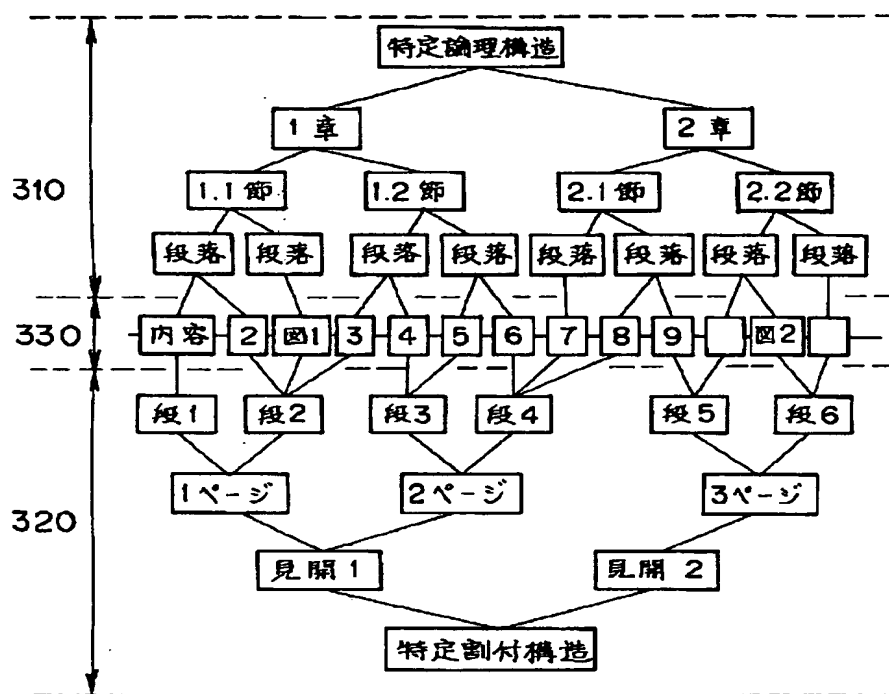 特定論理構造
1章 2章
310
1.1節 1.2節 2.1節 2.2節
段落 段落 段落 段落 段落 段落 段落 段落
330
内容 2 図1 3 4 5 6 7 8 9 図2
段1 段2 段3 段4 段5 段6
1ページ 2ページ 3ページ
320
見開1 見開2
特定割付構造